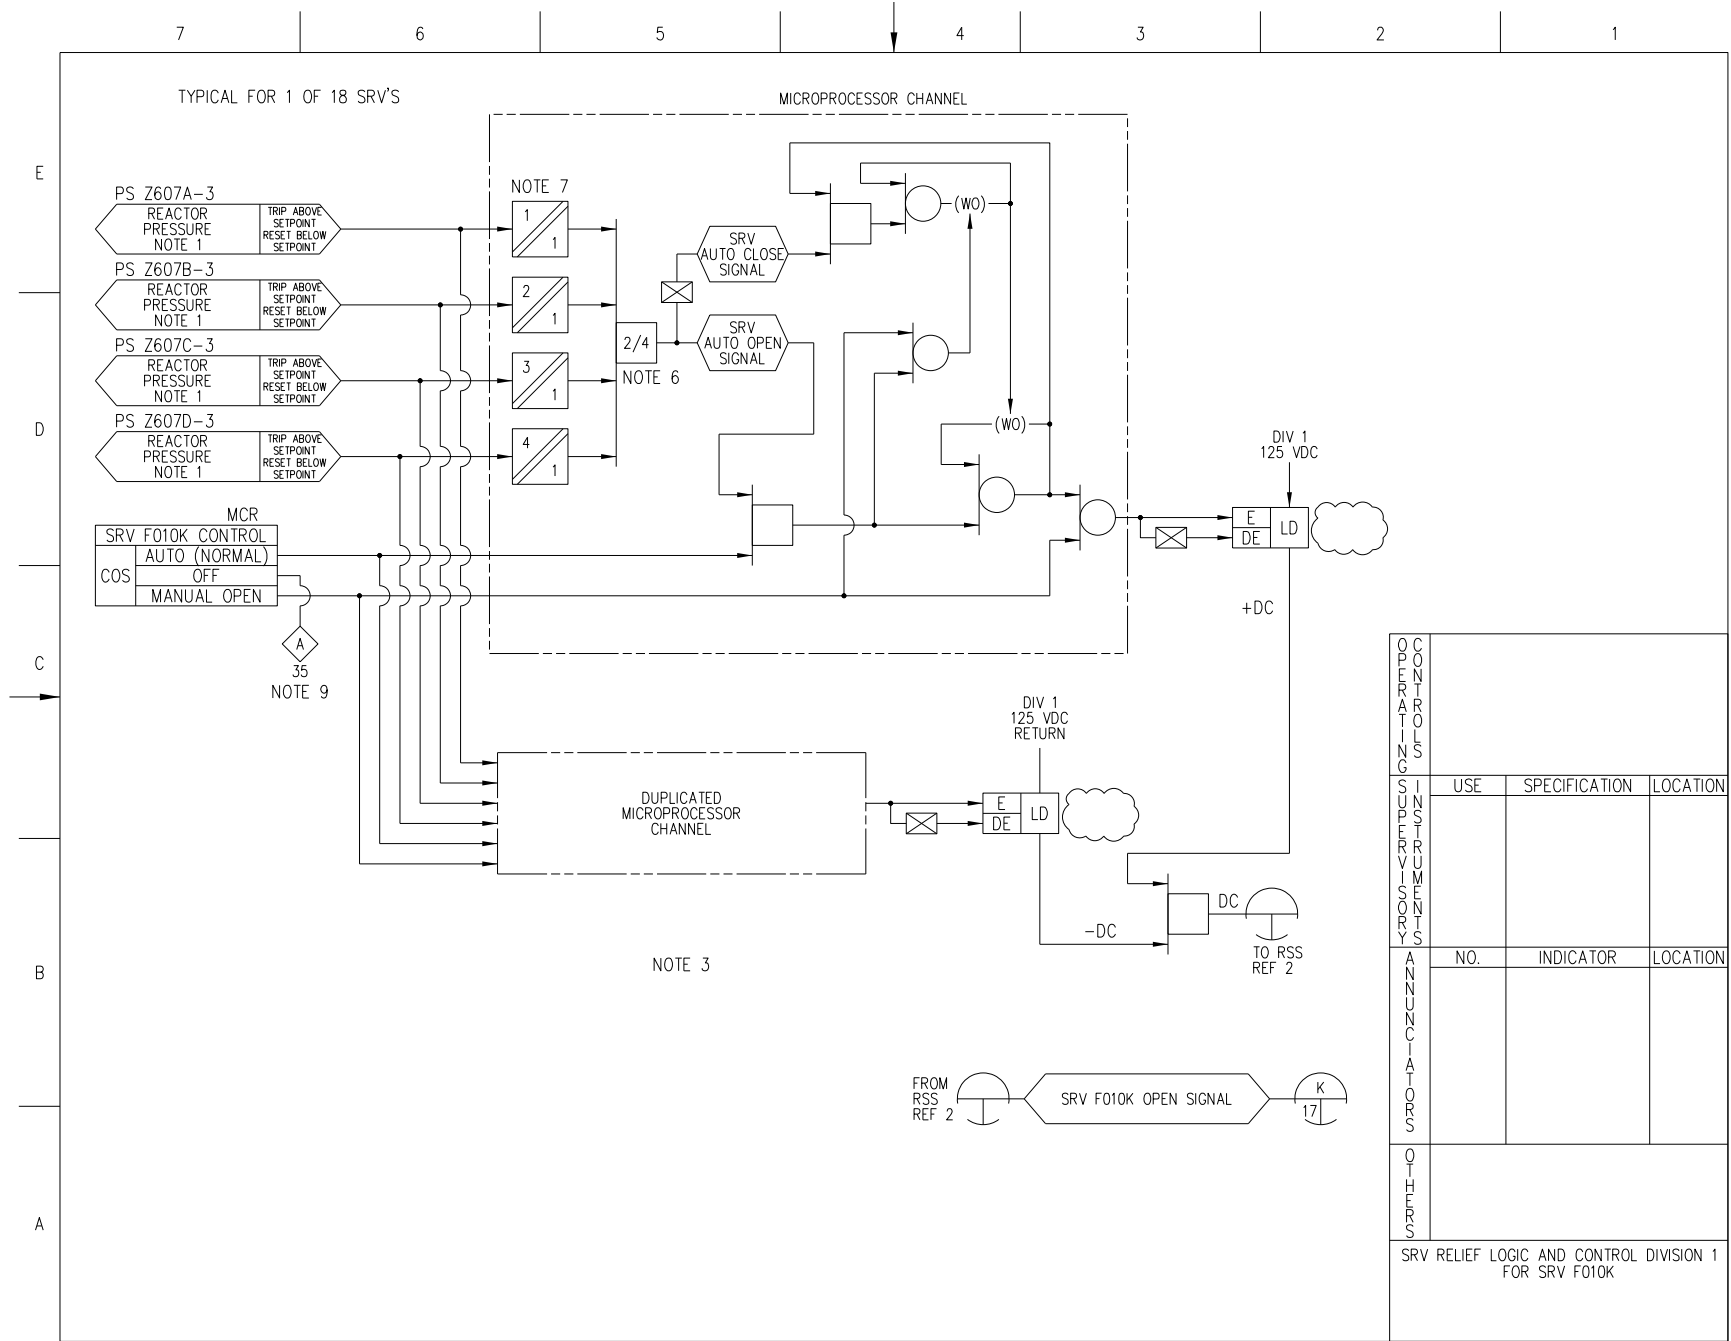 7 6 5 4 3 2 1
TYPICAL FOR 1 OF 18 SRV'S
MICROPROCESSOR CHANNEL
E
D
C
B
A
PS Z607A-3
REACTOR
PRESSURE
NOTE 1
TRIP ABOVE
SETPOINT
RESET BELOW
SETPOINT
PS Z607B-3
REACTOR
PRESSURE
NOTE 1
TRIP ABOVE
SETPOINT
RESET BELOW
SETPOINT
PS Z607C-3
REACTOR
PRESSURE
NOTE 1
TRIP ABOVE
SETPOINT
RESET BELOW
SETPOINT
PS Z607D-3
REACTOR
PRESSURE
NOTE 1
TRIP ABOVE
SETPOINT
RESET BELOW
SETPOINT
MCR
SRV F010K CONTROL
COS
AUTO (NORMAL)
OFF
MANUAL OPEN
A
35
NOTE 9
NOTE 7
1
1
2
1
3
1
4
1
2/4
NOTE 6
SRV
AUTO CLOSE
SIGNAL
SRV
AUTO OPEN
SIGNAL
(WO)
(WO)
DIV 1
125 VDC
E
DE
LD
+DC
DIV 1
125 VDC
RETURN
DUPLICATED
MICROPROCESSOR
CHANNEL
E
DE
LD
-DC
DC
TO RSS
REF 2
NOTE 3
FROM
RSS
REF 2
SRV F010K OPEN SIGNAL
K
17
OPERATING
CONTROLS
SUPERVISORY
INSTRUMENTS
USE SPECIFICATION LOCATION
ANNUNCIATORS
NO. INDICATOR LOCATION
OTHERS
SRV RELIEF LOGIC AND CONTROL DIVISION 1
FOR SRV F010K